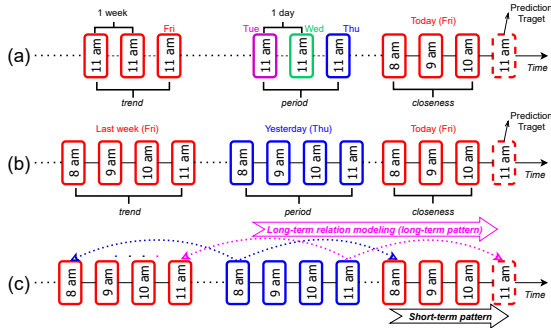 1 week
1 day
Fri
Tue
Wed
Thu
Today (Fri)
Prediction
Traget
(a)
11 am
11 am
11 am
11 am
11 am
11 am
8 am
9 am
10 am
11 am
Time
trend
period
closeness
Prediction
Traget
Last week (Fri)
Yesterday (Thu)
Today (Fri)
(b)
8 am
9 am
10 am
11 am
8 am
9 am
10 am
11 am
8 am
9 am
10 am
11 am
Time
trend
period
closeness
Long-term relation modeling (long-term pattern)
(c)
8 am
9 am
10 am
11 am
8 am
9 am
10 am
11 am
8 am
9 am
10 am
11 am
Time
Short-term pattern